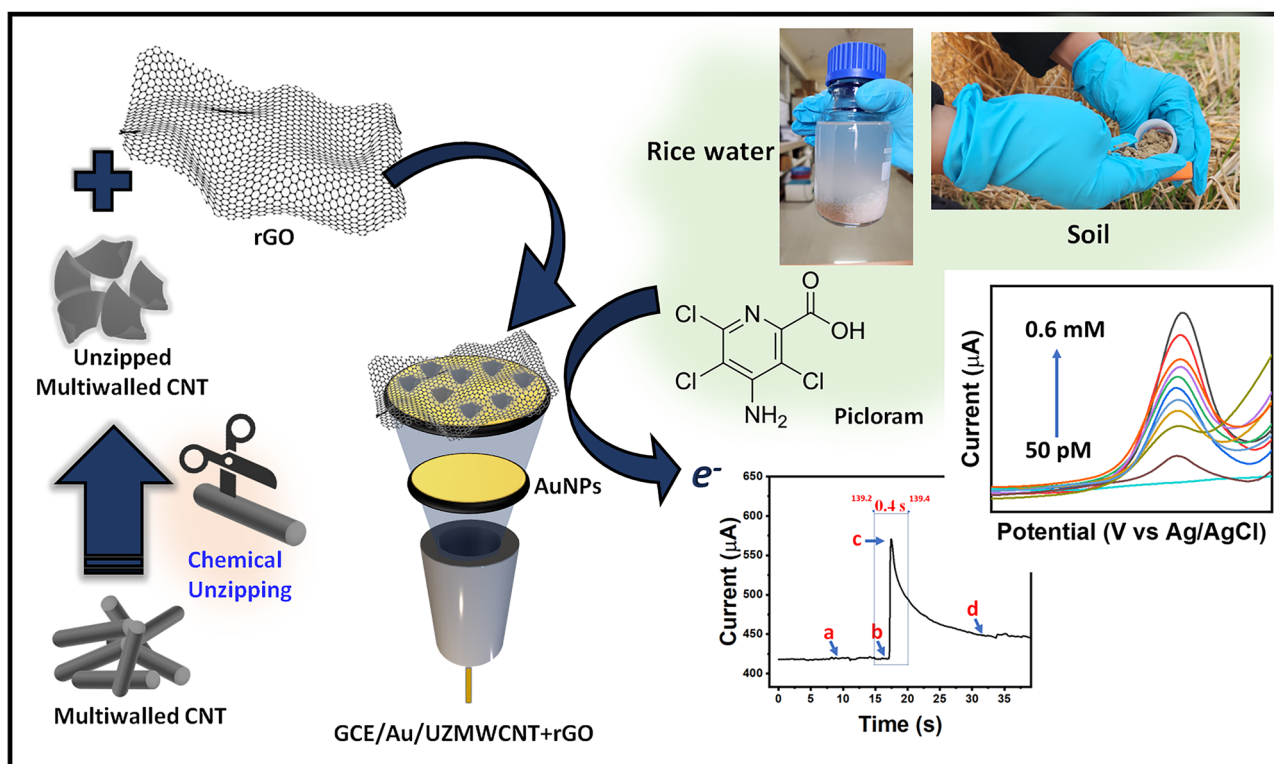 rGO
Unzipped
Multiwalled CNT
Chemical
Unzipping
Multiwalled CNT
AuNPs
GCE/Au/UZMWCNT+rGO
Rice water
Soil
O
OH
N
Cl
Cl
Cl
NH₂
Picloram
e-
0.6 mM
50 pM
Current (µA)
Potential (V vs Ag/AgCl)
139.2 0.4 s 139.4
c
a
b
d
650
600
550
500
450
400
0 5 10 15 20 25 30 35
Current (µA)
Time (s)